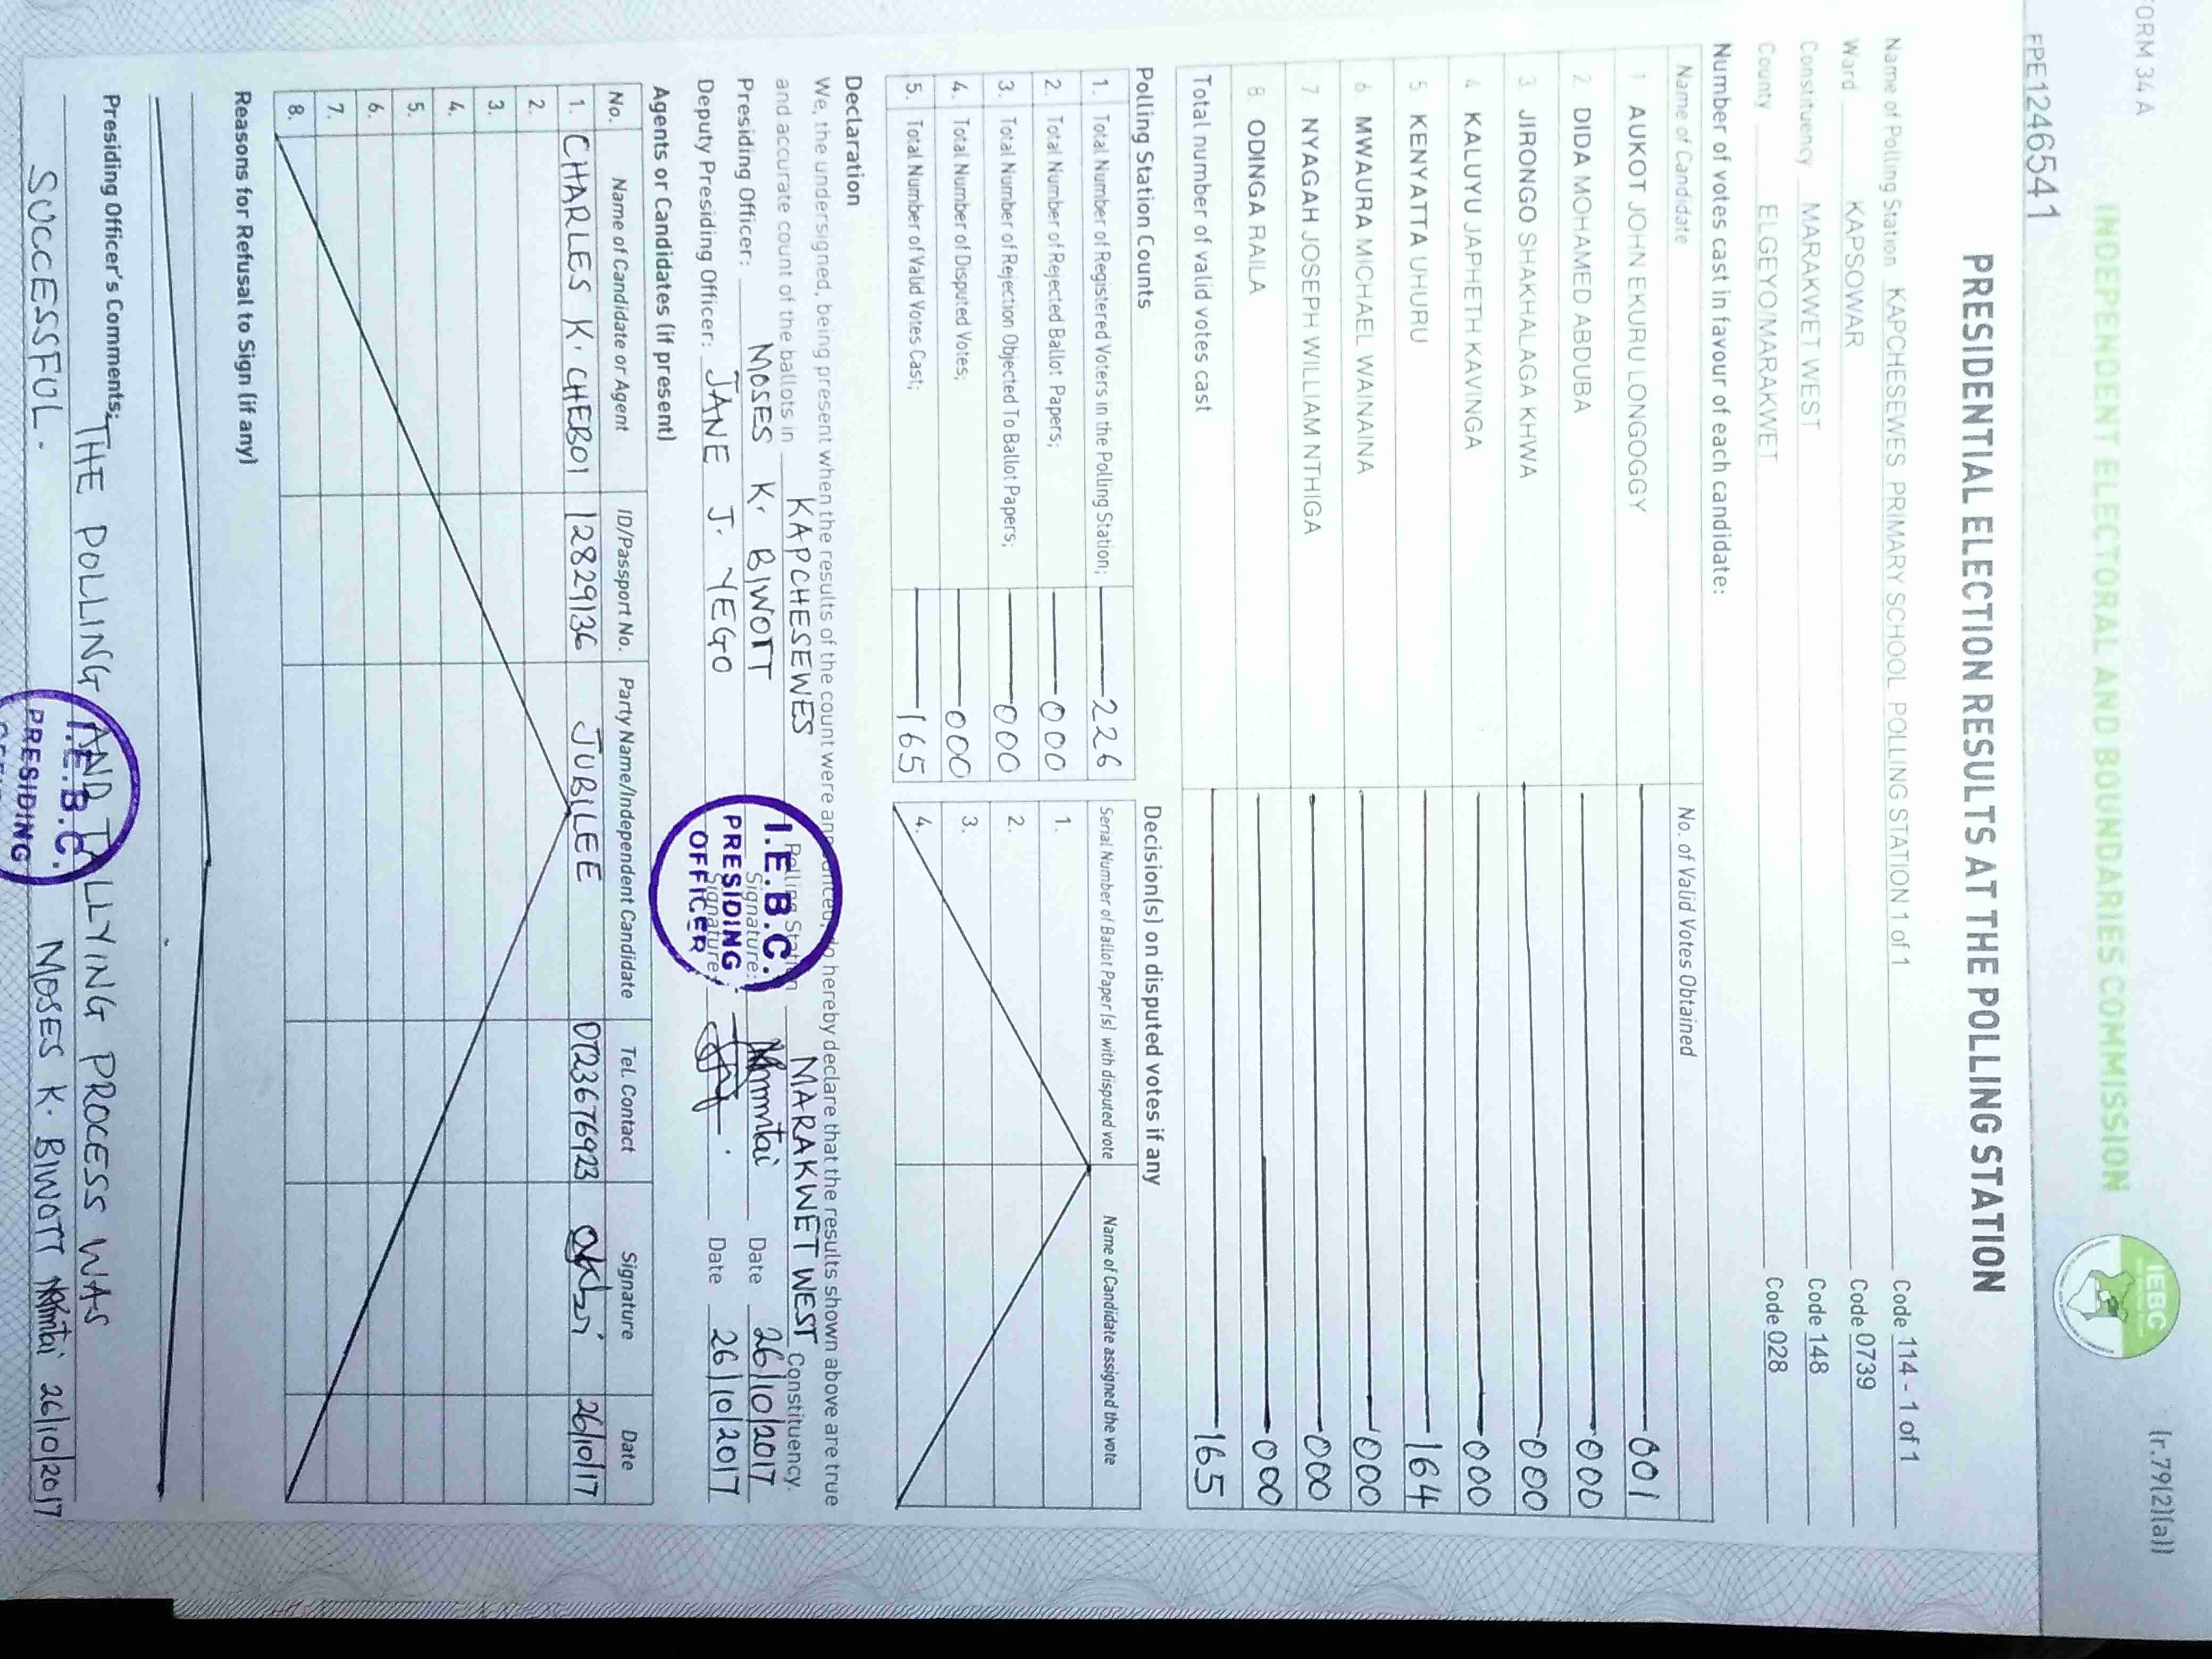 FORM 34 A
(r.79(2)(a))
INDEPENDENT ELECTORAL AND BOUNDARIES COMMISSION
IEBC
FPE1246541
PRESIDENTIAL ELECTION RESULTS AT THE POLLING STATION
Name of Polling Station KAPCHESEWES PRIMARY SCHOOL POLLING STATION 1 of 1 Code 114 - 1 of 1
Ward KAPSOWAR Code 0739
Constituency MARAKWET WEST Code 148
County ELGEYO/MARAKWET Code 028
Number of votes cast in favour of each candidate:
Name of Candidate No. of Valid Votes Obtained
1 AUKOT JOHN EKURU LONGOGGY 001
2. DIDA MOHAMED ABDUBA 000
3 JIRONGO SHAKHALAGA KHWA 000
4 KALUYU JAPHETH KAVINGA 000
5 KENYATTA UHURU 164
6 MWAURA MICHAEL WAINAINA 000
7 NYAGAH JOSEPH WILLIAM NTHIGA 000
8. ODINGA RAILA 000
Total number of valid votes cast 165
Polling Station Counts
1. Total Number of Registered Voters in the Polling Station; 226
2. Total Number of Rejected Ballot Papers; 000
3. Total Number of Rejection Objected To Ballot Papers; 000
4. Total Number of Disputed Votes; 000
5. Total Number of Valid Votes Cast; 165
Decision(s) on disputed votes if any
Serial Number of Ballot Paper (s) with disputed vote Name of Candidate assigned the vote
1.
2.
3.
4.
Declaration
We, the undersigned, being present when the results of the count were announced, do hereby declare that the results shown above are true
and accurate count of the ballots in KAPCHESEWES Polling Station MARAKWET WEST Constituency.
Presiding Officer: MOSES K. BIWOTT Signature: Date 26/10/2017
Deputy Presiding Officer: JANE J. YEGO Signature: Date 26/10/2017
I.E.B.C.
PRESIDING
OFFICER
Agents or Candidates (if present)
No. Name of Candidate or Agent ID/Passport No. Party Name/Independent Candidate Tel. Contact Signature Date
1. CHARLES K. CHEBOI 12829136 JUBILEE 0723676923 26/10/17
2.
3.
4.
5.
6.
7.
8.
Reasons for Refusal to Sign (if any)
Presiding Officer's Comments; THE POLLING AND TALLYING PROCESS WAS
SUCCESSFUL. MOSES K. BIWOTT 26/10/2017
I.E.B.C.
PRESIDING